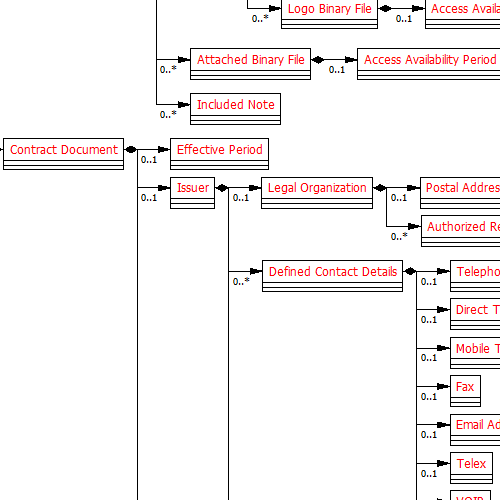 Logo Binary File
0..*
0..1
Access Availa
Attached Binary File
0..*
0..1
Access Availability Period
Included Note
0..*
Contract Document
0..1
Effective Period
0..1
Issuer
0..1
Legal Organization
0..1
Postal Addres
0..*
Authorized Re
0..*
Defined Contact Details
0..1
Telepho
0..1
Direct T
0..1
Mobile T
0..1
Fax
0..1
Email Ad
0..1
Telex
VOIP